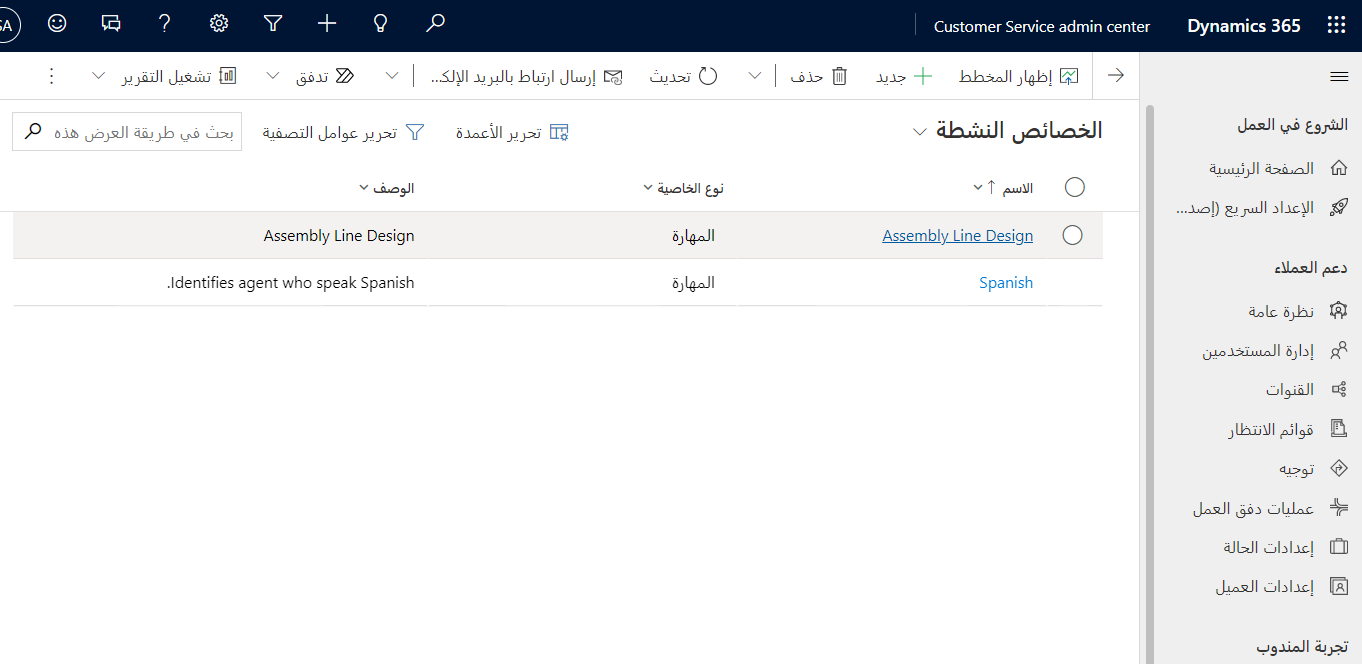 Dynamics 365
Customer Service admin center
SA
إظهار المخطط
جديد
حذف
تحديث
إرسال ارتباط بالبريد الإلك...
تدفق
تشغيل التقرير
الخصائص النشطة
تحرير الأعمدة
تحرير عوامل التصفية
بحث في طريقة العرض هذه
الاسم
نوع الخاصية
الوصف
Assembly Line Design
المهارة
Assembly Line Design
Spanish
المهارة
.Identifies agent who speak Spanish
الشروع في العمل
الصفحة الرئيسية
الإعداد السريع (إصد...
دعم العملاء
نظرة عامة
إدارة المستخدمين
القنوات
قوائم الانتظار
توجيه
عمليات دفق العمل
إعدادات الحالة
إعدادات العميل
تجربة المندوب